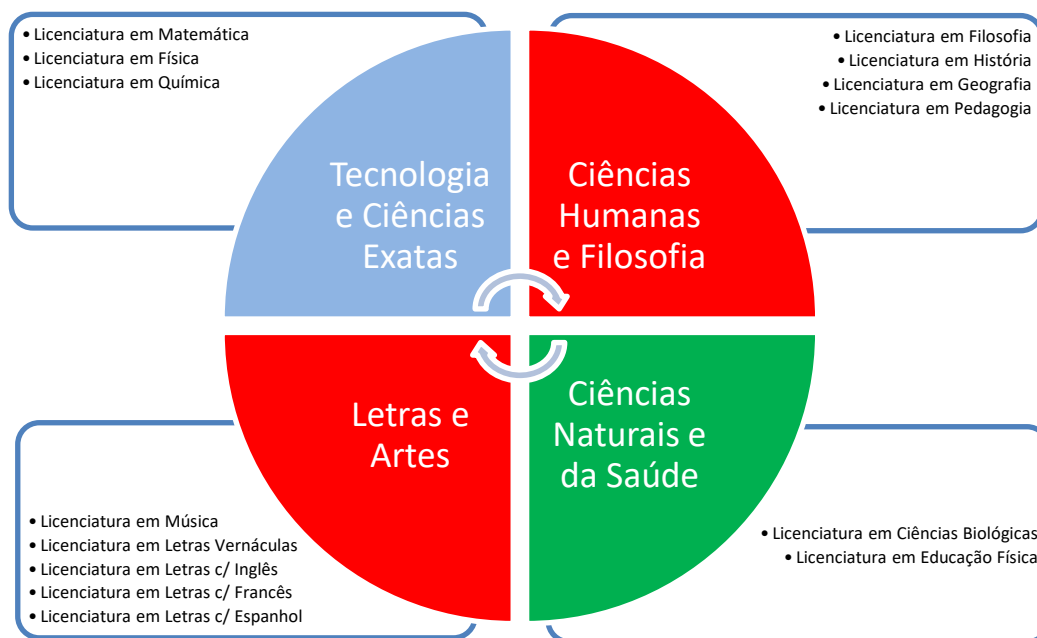 • Licenciatura em Matemática
• Licenciatura em Física
• Licenciatura em Química
• Licenciatura em Filosofia
• Licenciatura em História
• Licenciatura em Geografia
• Licenciatura em Pedagogia
Tecnologia
e Ciências
Exatas
Ciências
Humanas
e Filosofia
Letras e
Artes
Ciências
Naturais e
da Saúde
• Licenciatura em Música
• Licenciatura em Letras Vernáculas
• Licenciatura em Letras c/ Inglês
• Licenciatura em Letras c/ Francês
• Licenciatura em Letras c/ Espanhol
• Licenciatura em Ciências Biológicas
• Licenciatura em Educação Física